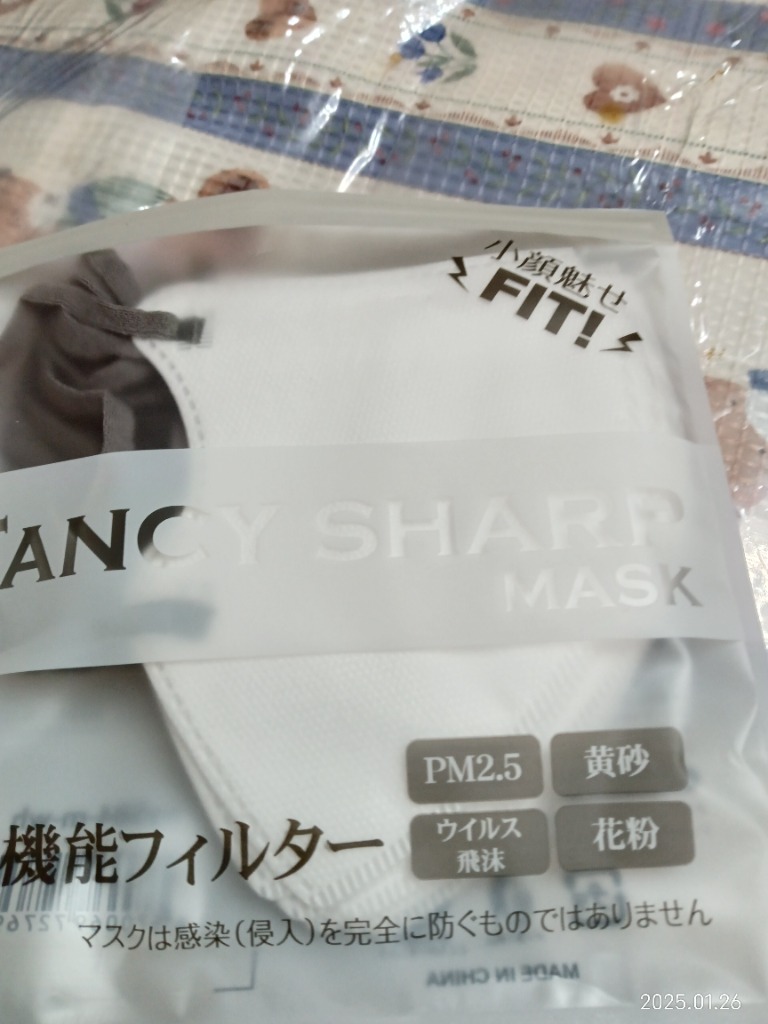 小顔魅せ
FIT!
FANCY SHARP
MASK
PM2.5
黄砂
ウイルス
飛沫
花粉
機能フィルター
マスクは感染(侵入)を完全に防ぐものではありません
MADE IN CHINA
2025.01.26